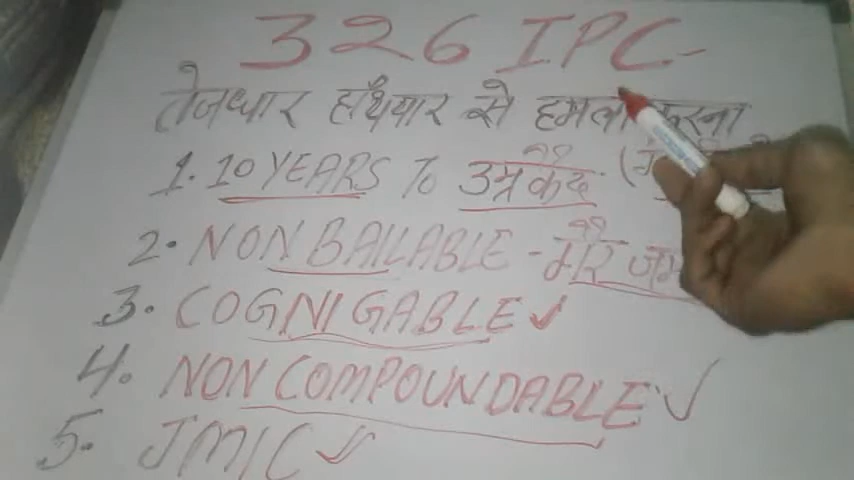 326 IPC-
तेजधार हथियार से हमला करना
1. 10 YEARS To उम्रकैद. (
2. NON BAILABLE - गैर
3. COGNIGABLE ✓
4. NON COMPOUNDABLE ✓
5. JMIC ✓